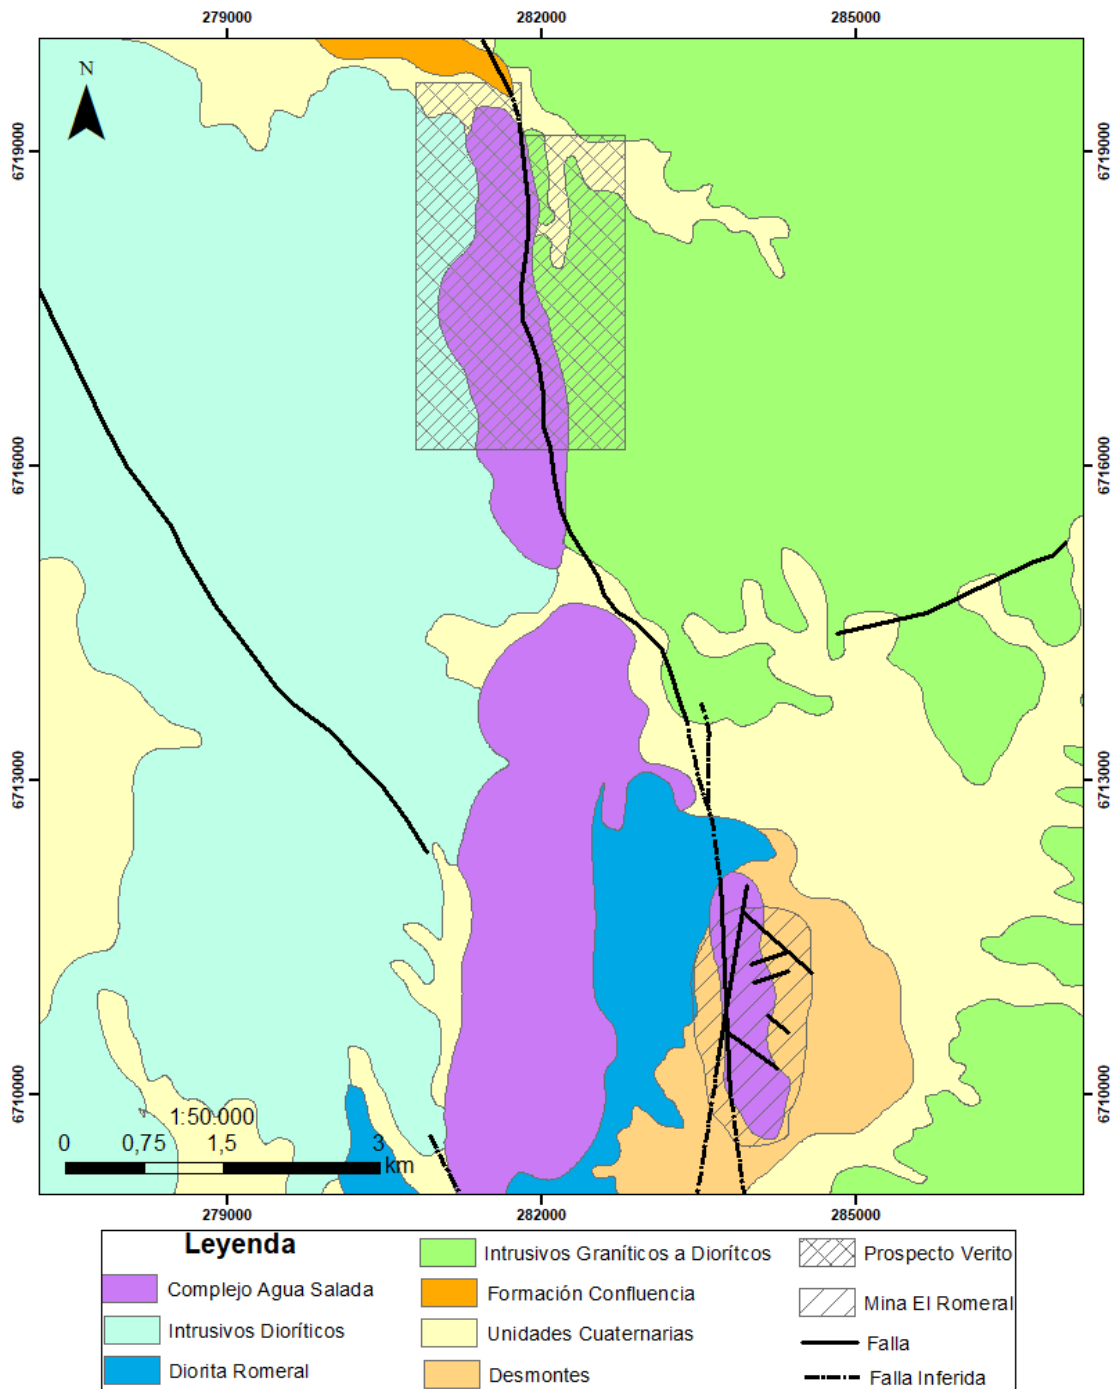 279000 282000 285000
N
6719000 6719000
6716000 6716000
6713000 6713000
6710000 6710000
1:50.000
0 0,75 1,5 3
km
279000 282000 285000
Leyenda
Complejo Agua Salada
Intrusivos Dioríticos
Diorita Romeral
Intrusivos Graníticos a Diorítcos
Formación Confluencia
Unidades Cuaternarias
Desmontes
Prospecto Verito
Mina El Romeral
Falla
Falla Inferida